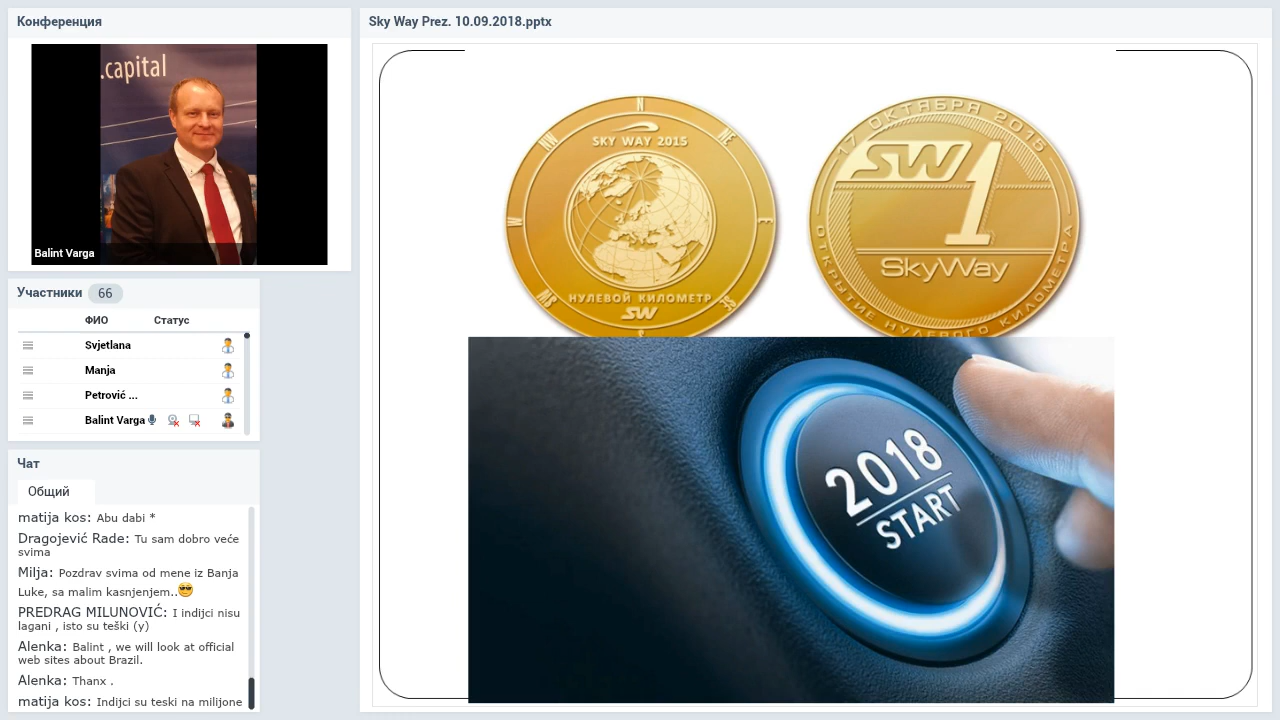 Конференция
.capital
Balint Varga
Участники 66
ФИО Статус
Svjetlana
Manja
Petrović ...
Balint Varga
Чат
Общий
matija kos: Abu dabi *
Dragojević Rade: Tu sam dobro veče
svima
Milja: Pozdrav svima od mene iz Banja
Luke, sa malim kasnjenjem..
PREDRAG MILUNOVIĆ: I indijci nisu
lagani , isto su teški (y)
Alenka: Balint , we will look at official
web sites about Brazil.
Alenka: Thanx .
matija kos: Indijci su teski na milijone
Sky Way Prez. 10.09.2018.pptx
N
NE
E
SE
S
SW
W
NW
SKY WAY 2015
НУЛЕВОЙ КИЛОМЕТР
SW
17 ОКТЯБРЯ 2015
SW 1
SkyWay
ОТКРЫТИЕ НУЛЕВОГО КИЛОМЕТРА
2018
START